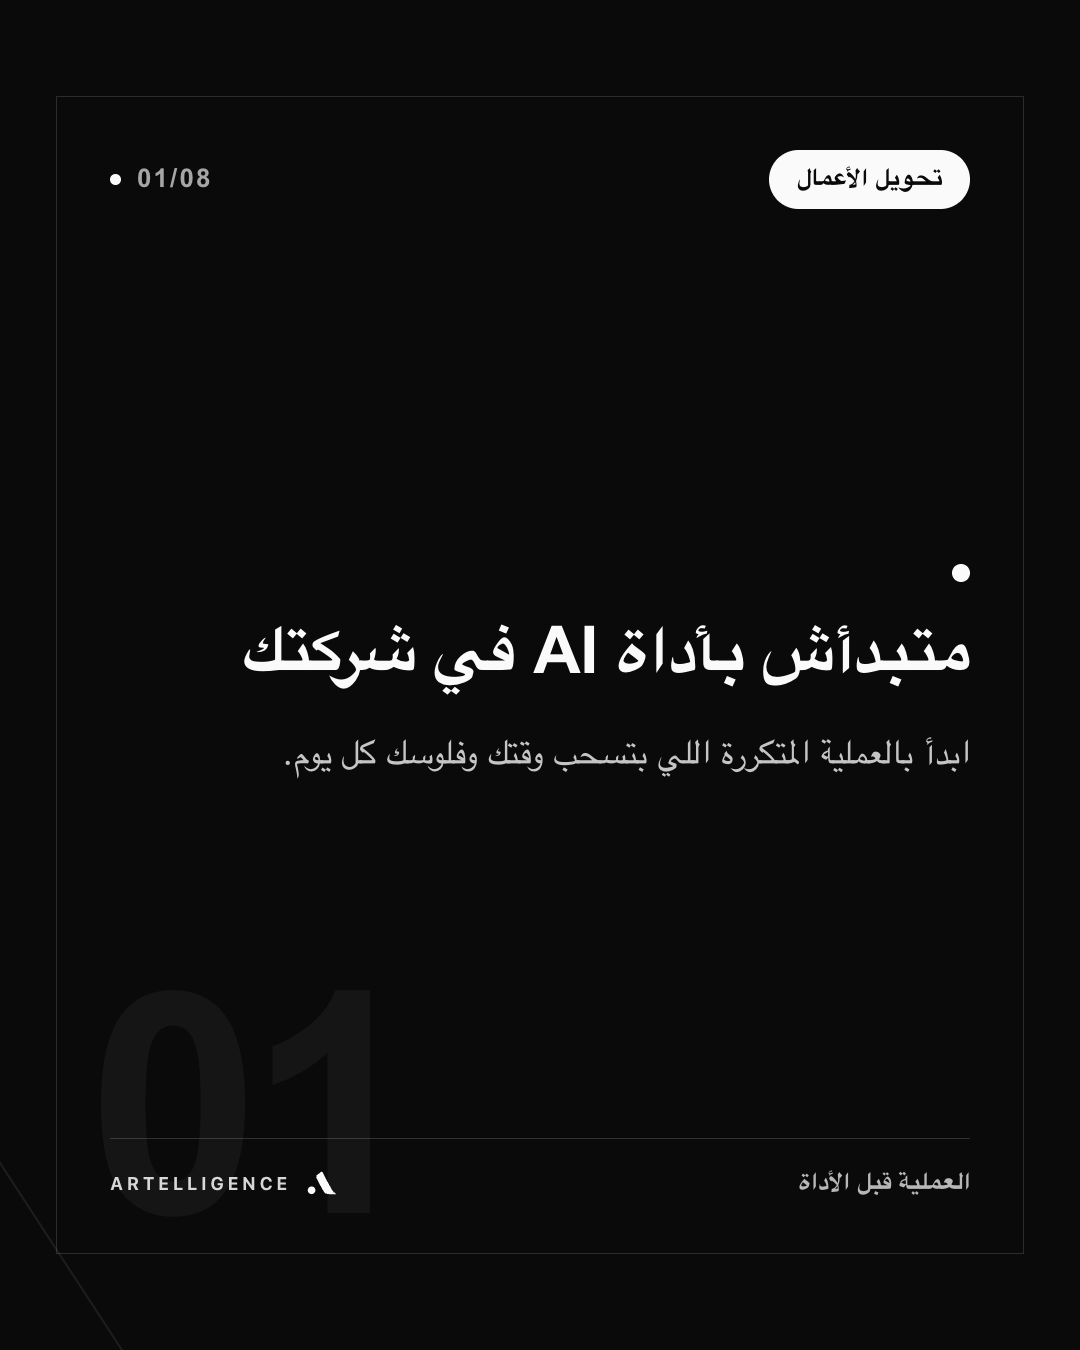 تحويل الأعمال
01/08
متبدأش بأداة AI في شركتك
ابدأ بالعملية المتكررة اللي بتسحب وقتك وفلوسك كل يوم.
01
العملية قبل الأداة
ARTELLIGENCE